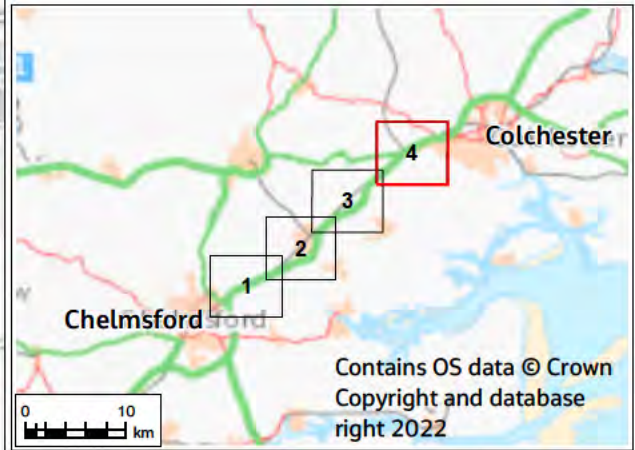 Colchester
4
3
2
1
Chelmsford
Contains OS data © Crown
Copyright and database
right 2022
0 10
km